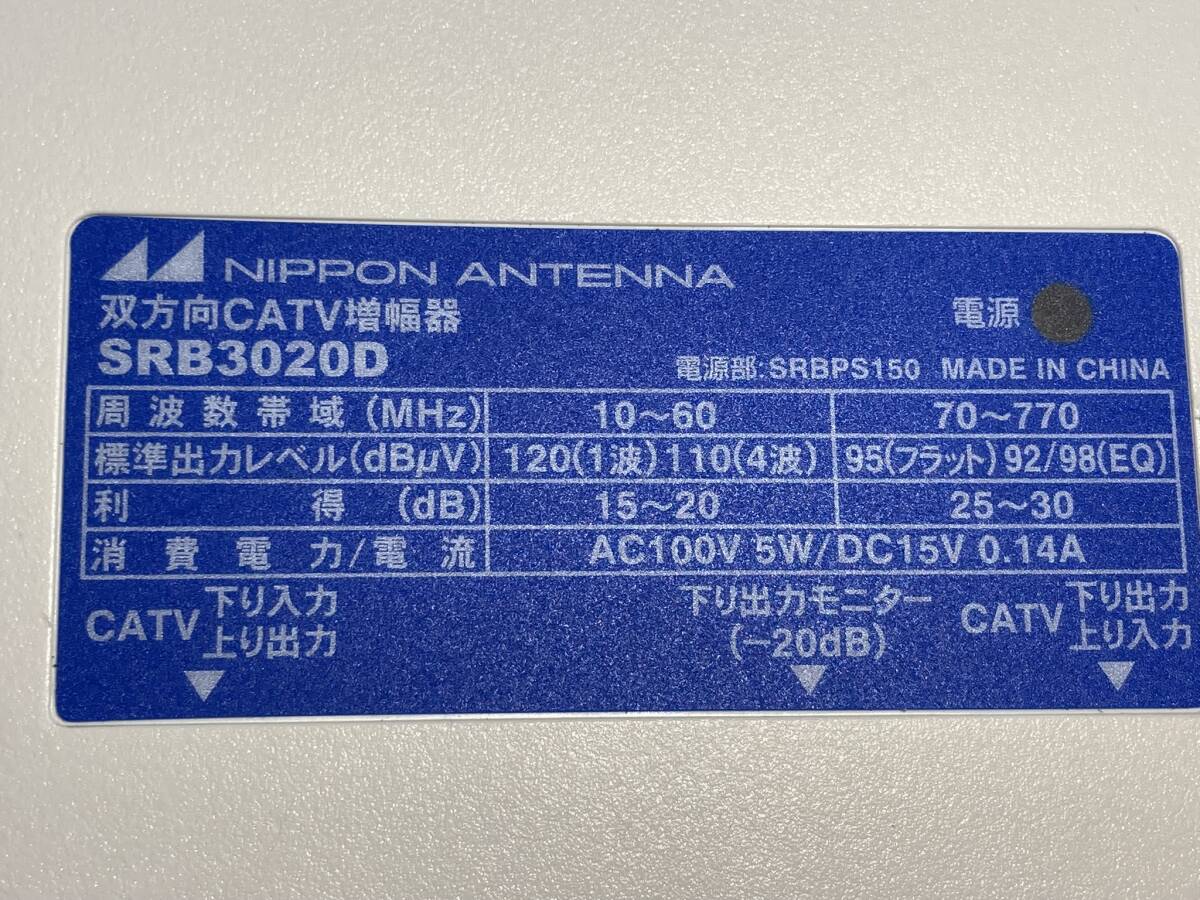 NIPPON ANTENNA
双方向CATV増幅器
電源
SRB3020D
電源部:SRBPS150 MADE IN CHINA
周波数帯域(MHz) 10～60 70～770
標準出力レベル(dBμV) 120(1波)110(4波) 95(フラット)92/98(EQ)
利得(dB) 15～20 25～30
消費電力/電流 AC100V 5W/DC15V 0.14A
CATV 下り入力
上り出力
下り出力モニター
(−20dB)
CATV 下り出力
上り入力